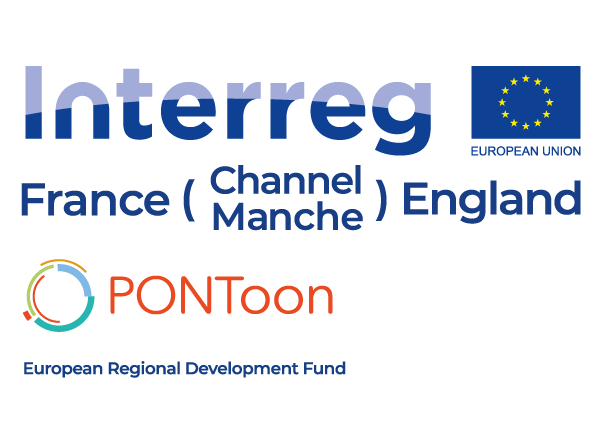 Interreg
EUROPEAN UNION
France ( Channel Manche ) England
PONToon
European Regional Development Fund